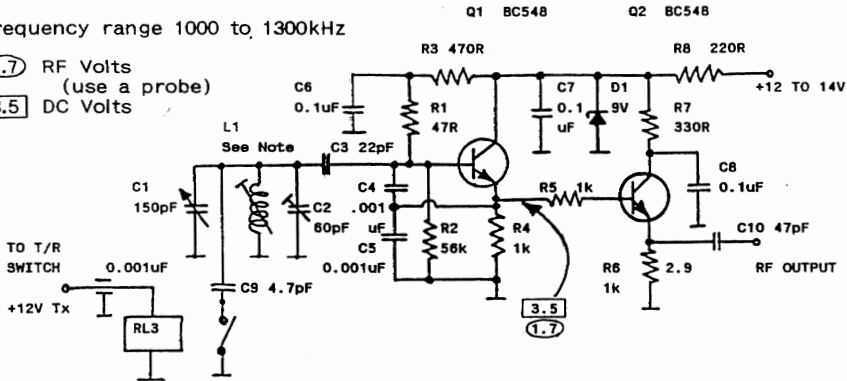 Q1 BC548
Q2 BC548
requency range 1000 to 1300kHz
.7 RF Volts
(use a probe)
3.5 DC Volts
R3 470R
R8 220R
C6
0.1uF
R1
47R
C7
0.1
uF
D1
9V
+12 TO 14V
R7
330R
L1
See Note
C3 22pF
C8
0.1uF
C1
150pF
C2
60pF
C4
.001
uF
C5
0.001uF
R2
56k
R4
1k
R5 1k
C10 47pF
RF OUTPUT
R6
1k
2.9
TO T/R
SWITCH
0.001uF
+12V Tx
C9 4.7pF
RL3
3.5
1.7